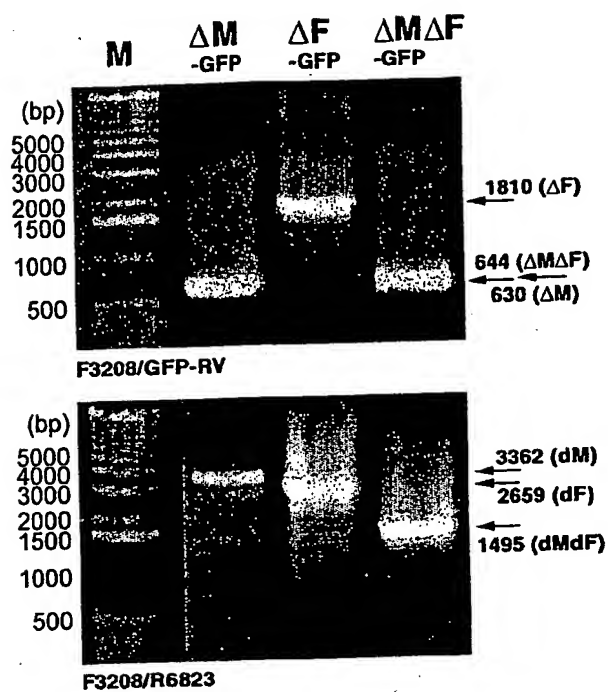 M ΔM ΔF ΔMΔF
-GFP -GFP -GFP
(bp)
5000
4000
3000
2000
1500
1000
500
1810 (ΔF)
644 (ΔMΔF)
630 (ΔM)
F3208/GFP-RV
(bp)
5000
4000
3000
2000
1500
1000
500
3362 (dM)
2659 (dF)
1495 (dMdF)
F3208/R6823